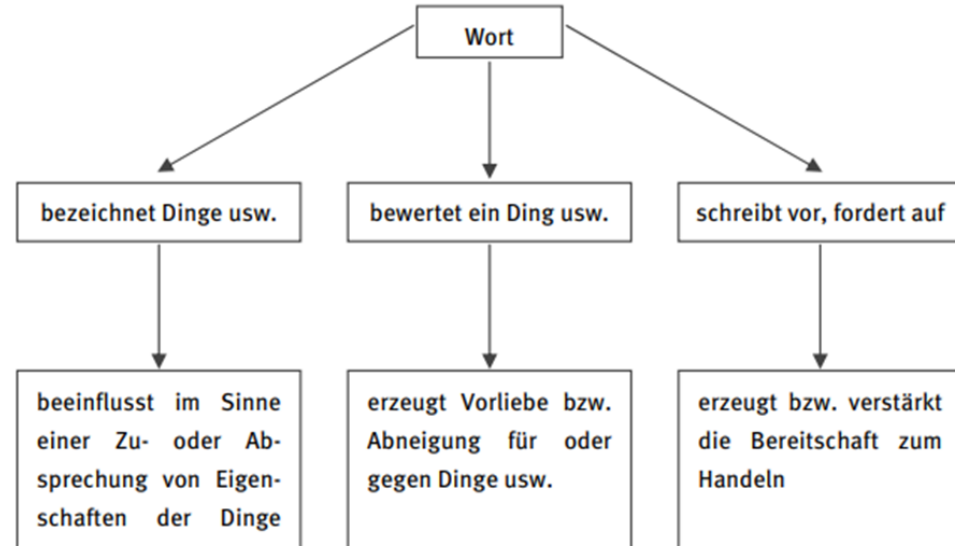 Wort
bezeichnet Dinge usw.
bewertet ein Ding usw.
schreibt vor, fordert auf
beeinflusst im Sinne
einer Zu- oder Ab-
sprechung von Eigen-
schaften der Dinge
erzeugt Vorliebe bzw.
Abneigung für oder
gegen Dinge usw.
erzeugt bzw. verstärkt
die Bereitschaft zum
Handeln